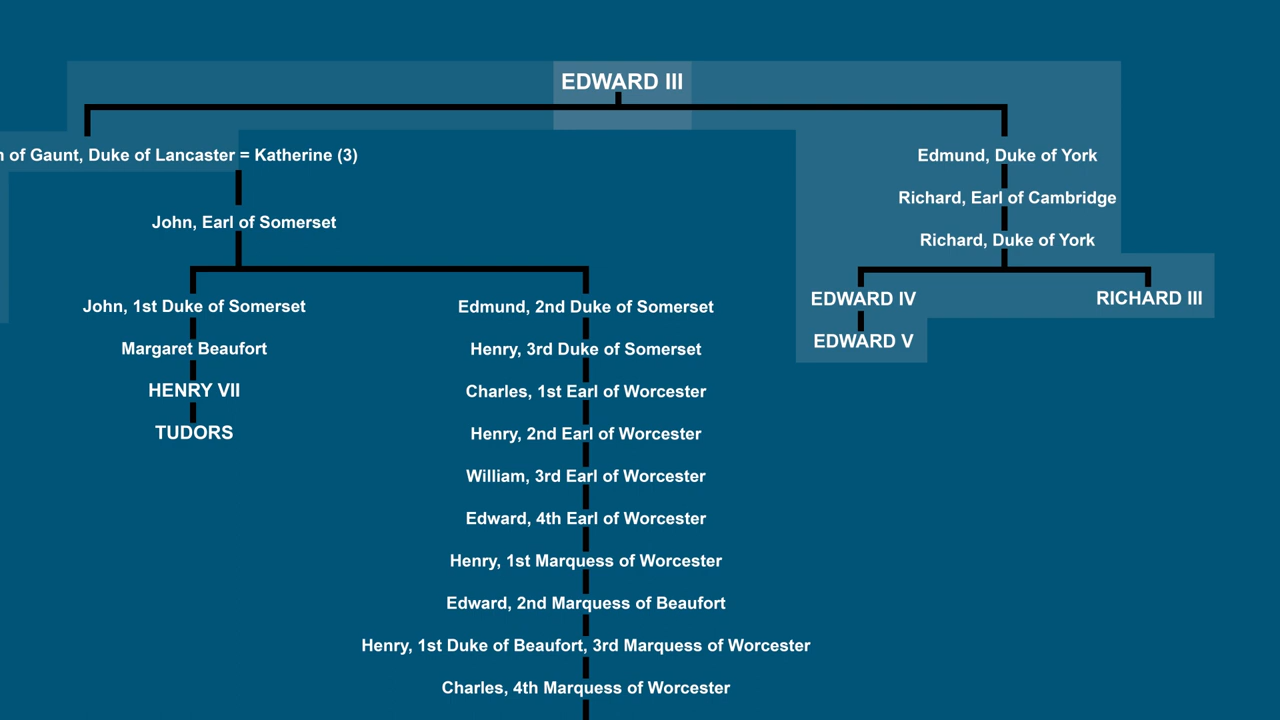 EDWARD III
of Gaunt, Duke of Lancaster = Katherine (3)
Edmund, Duke of York
Richard, Earl of Cambridge
John, Earl of Somerset
Richard, Duke of York
EDWARD IV
RICHARD III
John, 1st Duke of Somerset
Edmund, 2nd Duke of Somerset
EDWARD V
Margaret Beaufort
Henry, 3rd Duke of Somerset
HENRY VII
Charles, 1st Earl of Worcester
TUDORS
Henry, 2nd Earl of Worcester
William, 3rd Earl of Worcester
Edward, 4th Earl of Worcester
Henry, 1st Marquess of Worcester
Edward, 2nd Marquess of Beaufort
Henry, 1st Duke of Beaufort, 3rd Marquess of Worcester
Charles, 4th Marquess of Worcester